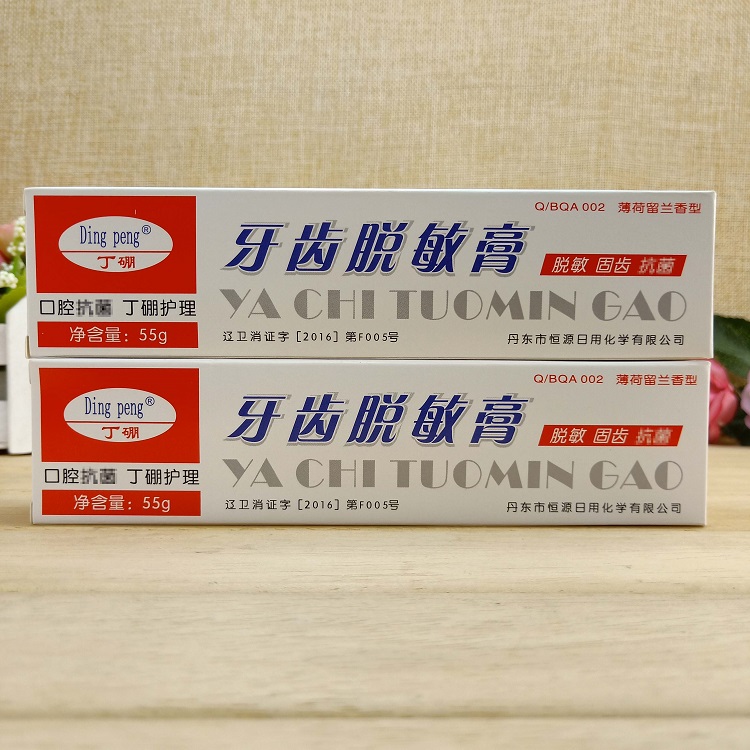 Ding peng®
丁硼
口腔抗菌 丁硼护理
净含量：55g
Q/BQA 002 薄荷留兰香型
牙齿脱敏膏
脱敏 固齿 抗菌
YA CHI TUOMIN GAO
辽卫消证字［2016］第F005号
丹东市恒源日用化学有限公司
Ding peng®
丁硼
口腔抗菌 丁硼护理
净含量：55g
Q/BQA 002 薄荷留兰香型
牙齿脱敏膏
脱敏 固齿 抗菌
YA CHI TUOMIN GAO
辽卫消证字［2016］第F005号
丹东市恒源日用化学有限公司